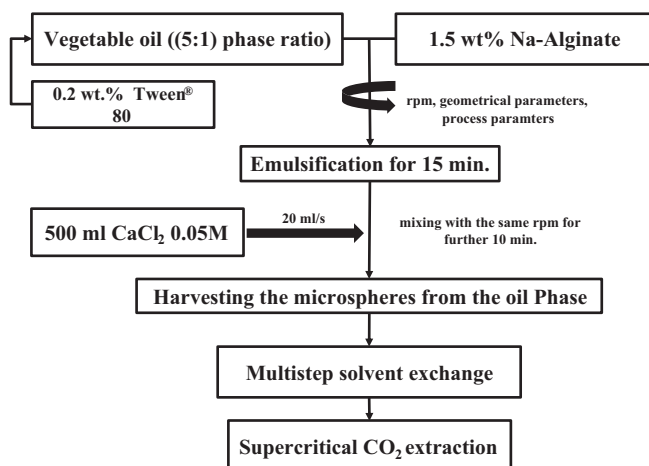 Vegetable oil ((5:1) phase ratio)
1.5 wt% Na-Alginate
0.2 wt.% Tween®
80
rpm, geometrical parameters,
process paramters
Emulsification for 15 min.
500 ml CaCl₂ 0.05M
20 ml/s
mixing with the same rpm for
further 10 min.
Harvesting the microspheres from the oil Phase
Multistep solvent exchange
Supercritical CO₂ extraction